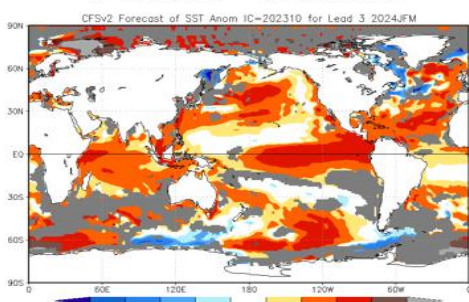 CFSv2 Forecast of SST Anom IC=202310 for Lead 3 2024JFM
90N
60N
30N
EQ
30S
60S
90S
0 60E 120E 180 120W 60W 0